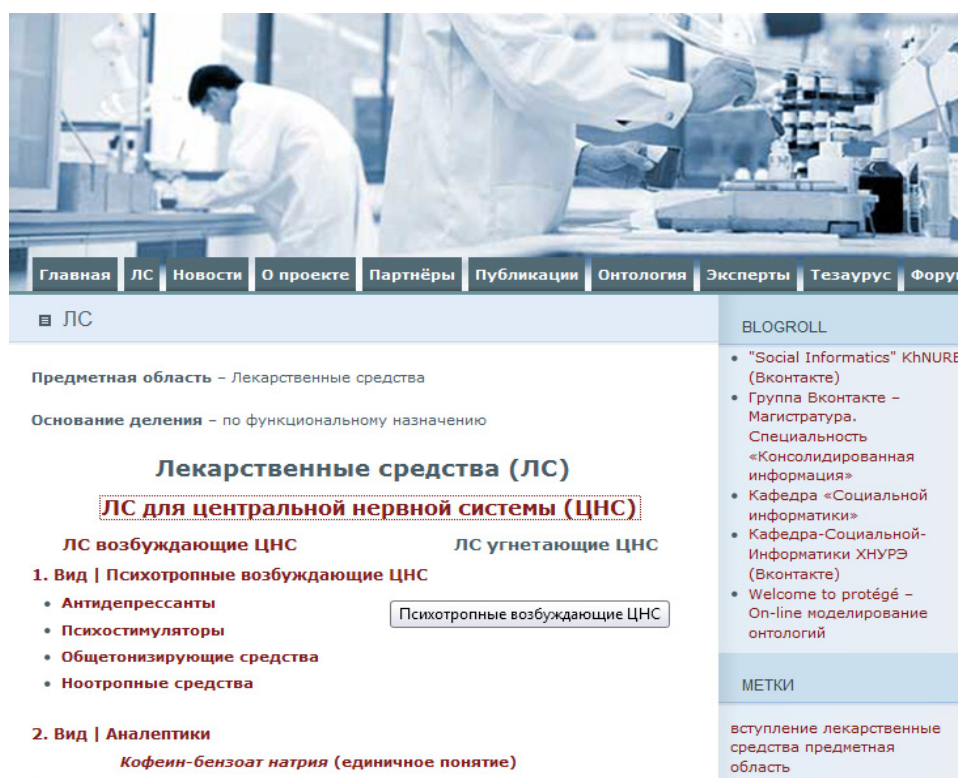 Главная ЛС Новости О проекте Партнёры Публикации Онтология Эксперты Тезаурус
ЛС
Предметная область – Лекарственные средства
Основание деления – по функциональному назначению
Лекарственные средства (ЛС)
ЛС для центральной нервной системы (ЦНС)
ЛС возбуждающие ЦНС ЛС угнетающие ЦНС
1. Вид | Психотропные возбуждающие ЦНС
• Антидепрессанты
Психотропные возбуждающие ЦНС
• Психостимуляторы
• Общетонизирующие средства
• Ноотропные средства
2. Вид | Аналептики
Кофеин-бензоат натрия (единичное понятие)
BLOGROLL
• "Social Informatics" KhNURE
(Вконтакте)
• Группа Вконтакте –
Магистратура.
Специальность
«Консолидированная
информация»
• Кафедра «Социальной
информатики»
• Кафедра-Социальной-
Информатики ХНУРЭ
(Вконтакте)
• Welcome to protégé –
On-line моделирование
онтологий
МЕТКИ
вступление лекарственные
средства предметная
область